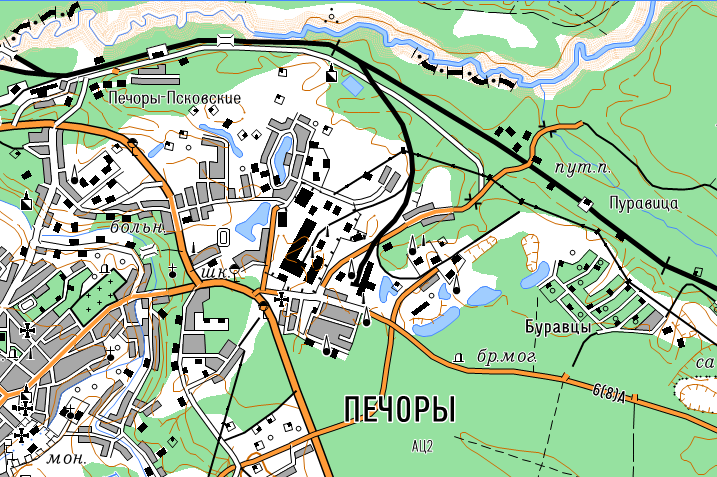 Печоры-Псковские
пут.п.
Пуравица
больн.
шк.
Буравцы
бр.мог.
са
6(8)Д
ПЕЧОРЫ
АЦ2
мон.